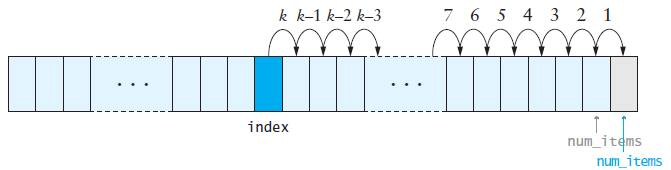 k k–1 k–2 k–3 7 6 5 4 3 2 1
. . . . . .
index
num_items
num_items